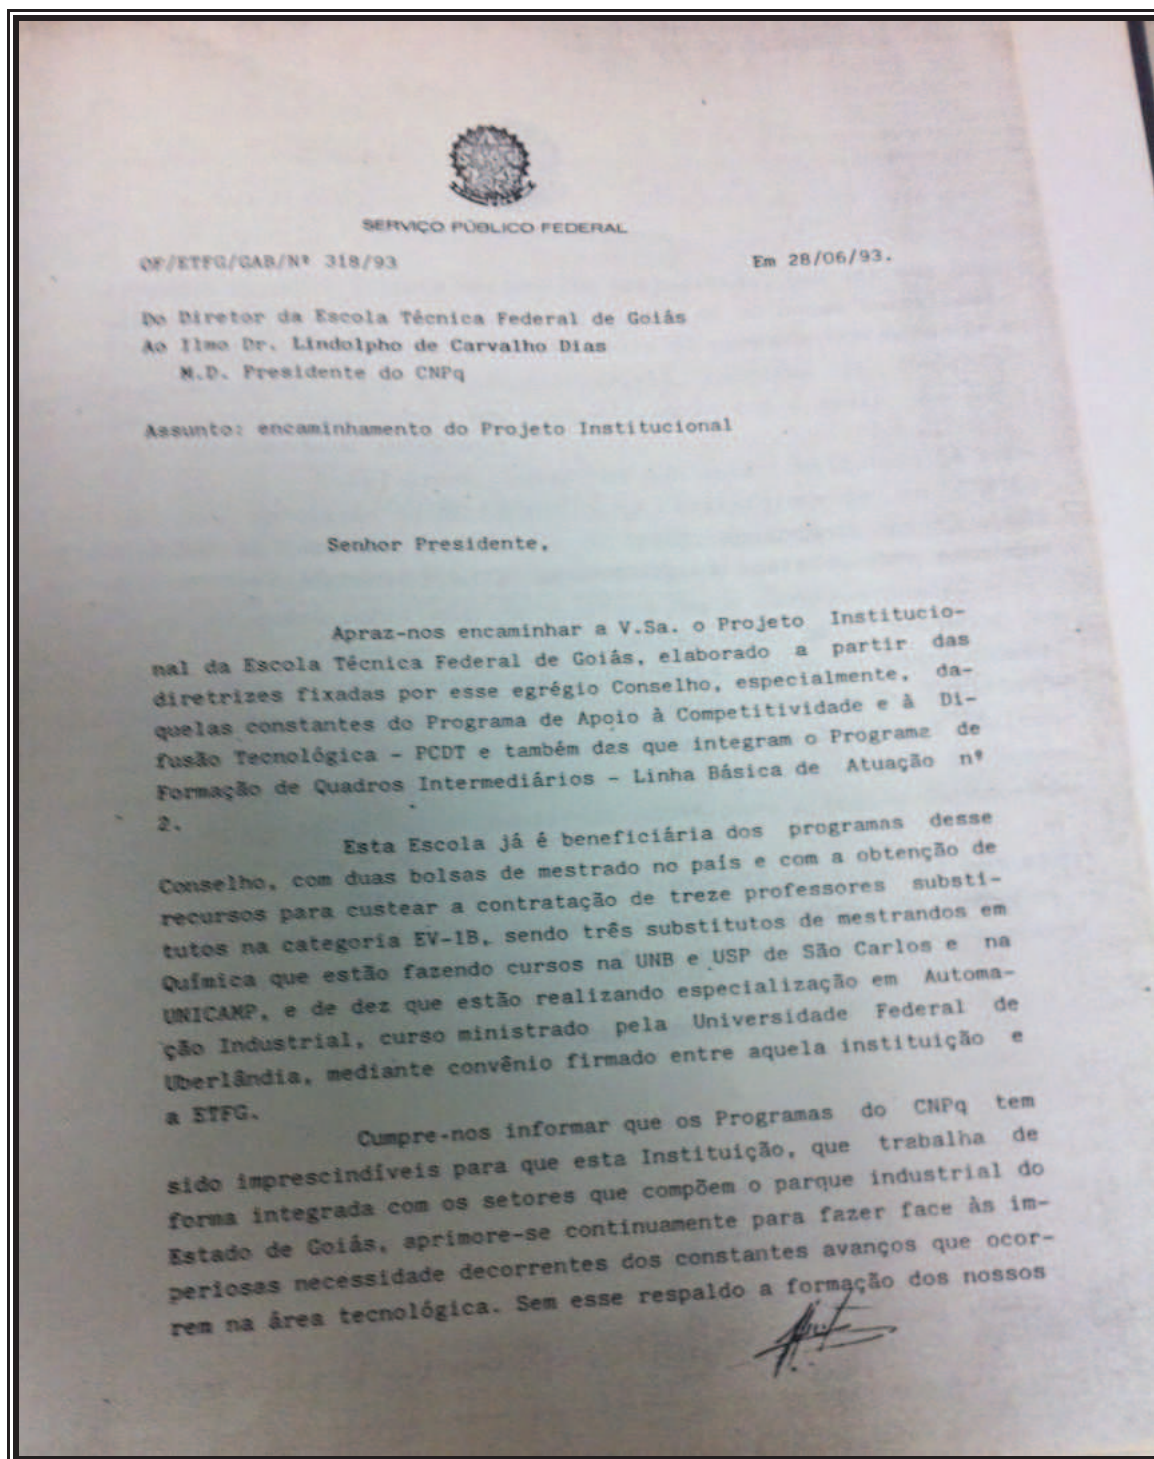 SERVIÇO PÚBLICO FEDERAL
OF/ETFG/GAB/Nº 318/93
Em 28/06/93.
Do Diretor da Escola Técnica Federal de Goiás
Ao Ilmo Dr. Lindolpho de Carvalho Dias
M.D. Presidente do CNPq
Assunto: encaminhamento do Projeto Institucional
Senhor Presidente,
Apraz-nos encaminhar a V.Sa. o Projeto Institucio-
nal da Escola Técnica Federal de Goiás, elaborado a partir das
diretrizes fixadas por esse egrégio Conselho, especialmente, da-
quelas constantes do Programa de Apoio à Competitividade e à Di-
fusão Tecnológica - PCDT e também das que integram o Programa de
Formação de Quadros Intermediários - Linha Básica de Atuação nº
2.
Esta Escola já é beneficiária dos programas desse
Conselho, com duas bolsas de mestrado no país e com a obtenção de
recursos para custear a contratação de treze professores substi-
tutos na categoria EV-1B, sendo três substitutos de mestrandos em
Química que estão fazendo cursos na UNB e USP de São Carlos e na
UNICAMP, e de dez que estão realizando especialização em Automa-
ção Industrial, curso ministrado pela Universidade Federal de
Uberlândia, mediante convênio firmado entre aquela instituição e
a ETFG.
Cumpre-nos informar que os Programas do CNPq tem
sido imprescindíveis para que esta Instituição, que trabalha de
forma integrada com os setores que compõem o parque industrial do
Estado de Goiás, aprimore-se continuamente para fazer face às im-
periosas necessidade decorrentes dos constantes avanços que ocor-
rem na área tecnológica. Sem esse respaldo a formação dos nossos